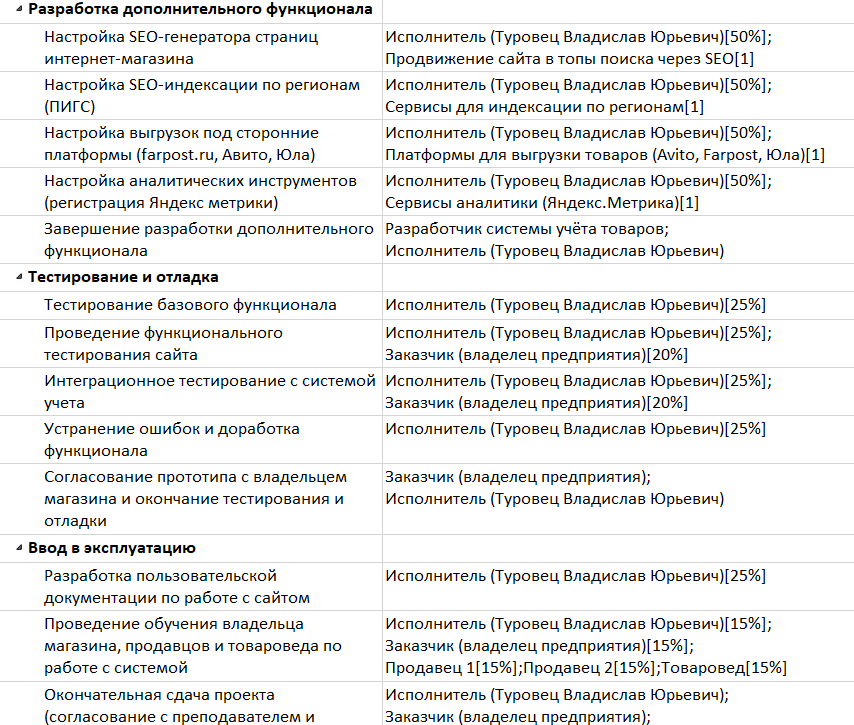 Разработка дополнительного функционала
Настройка SEO-генератора страниц
интернет-магазина
Исполнитель (Туровец Владислав Юрьевич)[50%];
Продвижение сайта в топы поиска через SEO[1]
Настройка SEO-индексации по регионам
(ПИГС)
Исполнитель (Туровец Владислав Юрьевич)[50%];
Сервисы для индексации по регионам[1]
Настройка выгрузок под сторонние
платформы (farpost.ru, Авито, Юла)
Исполнитель (Туровец Владислав Юрьевич)[50%];
Платформы для выгрузки товаров (Avito, Farpost, Юла)[1]
Настройка аналитических инструментов
(регистрация Яндекс метрики)
Исполнитель (Туровец Владислав Юрьевич)[50%];
Сервисы аналитики (Яндекс.Метрика)[1]
Завершение разработки дополнительного
функционала
Разработчик системы учёта товаров;
Исполнитель (Туровец Владислав Юрьевич)
Тестирование и отладка
Тестирование базового функционала
Исполнитель (Туровец Владислав Юрьевич)[25%]
Проведение функционального
тестирования сайта
Исполнитель (Туровец Владислав Юрьевич)[25%];
Заказчик (владелец предприятия)[20%]
Интеграционное тестирование с системой
учета
Исполнитель (Туровец Владислав Юрьевич)[25%];
Заказчик (владелец предприятия)[20%]
Устранение ошибок и доработка
функционала
Исполнитель (Туровец Владислав Юрьевич)[25%]
Согласование прототипа с владельцем
магазина и окончание тестирования и
отладки
Заказчик (владелец предприятия);
Исполнитель (Туровец Владислав Юрьевич)
Ввод в эксплуатацию
Разработка пользовательской
документации по работе с сайтом
Исполнитель (Туровец Владислав Юрьевич)[25%]
Проведение обучения владельца
магазина, продавцов и товароведа по
работе с системой
Исполнитель (Туровец Владислав Юрьевич)[15%];
Заказчик (владелец предприятия)[15%];
Продавец 1[15%];Продавец 2[15%];Товаровед[15%]
Окончательная сдача проекта
(согласование с преподавателем и
Исполнитель (Туровец Владислав Юрьевич);
Заказчик (владелец предприятия);